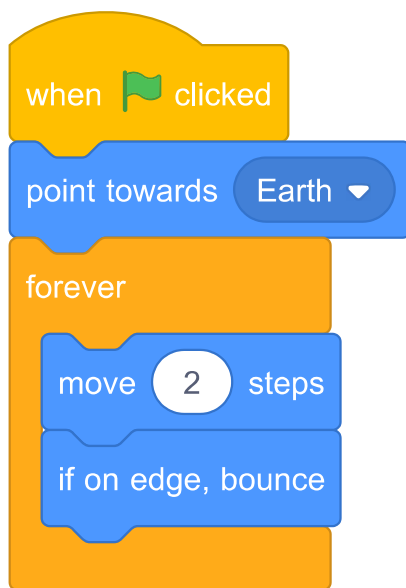 when clicked
point towards Earth
forever
move 2 steps
if on edge, bounce